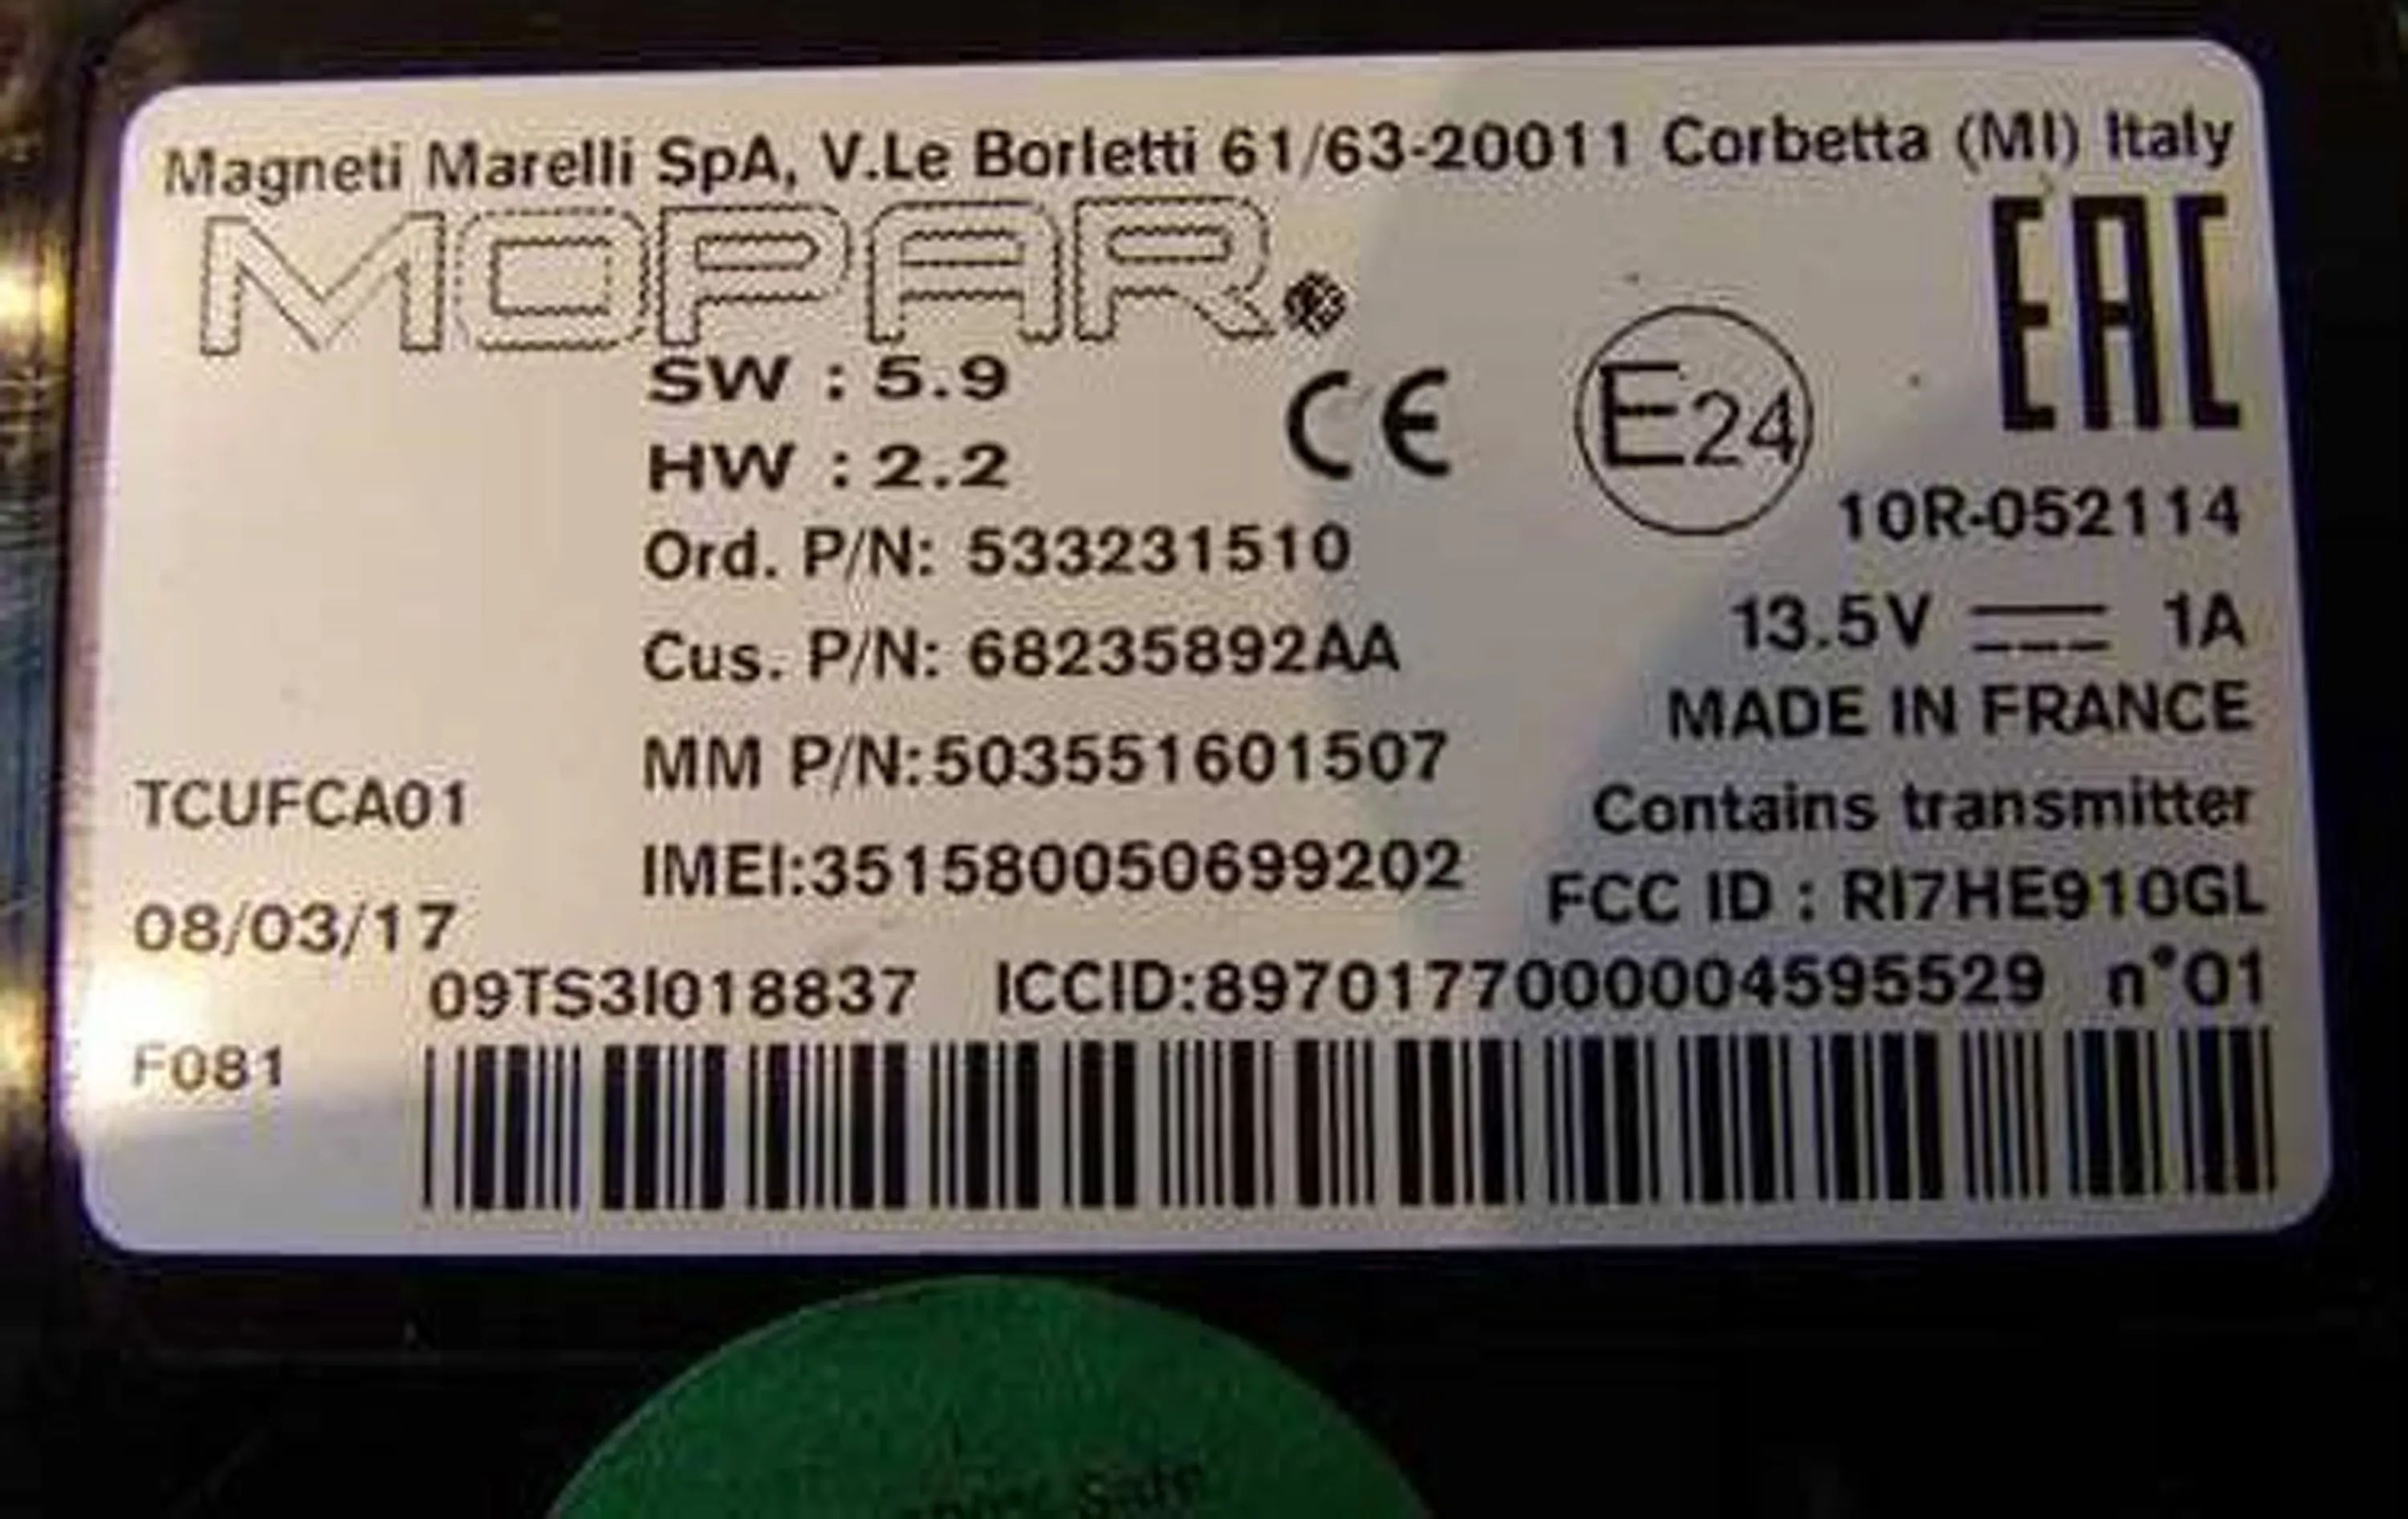 Magneti Marelli SpA, V.Le Borletti 61/63-20011 Corbetta (MI) Italy
MOPAR®
EAC
SW : 5.9
CE
E24
HW : 2.2
10R-052114
Ord. P/N: 533231510
13.5V 1A
Cus. P/N: 68235892AA
MADE IN FRANCE
MM P/N:503551601507
TCUFCA01
Contains transmitter
IMEI:351580050699202
FCC ID : RI7HE910GL
08/03/17
09TS3I018837 ICCID:8970177000004595529 n°01
F081
Safe